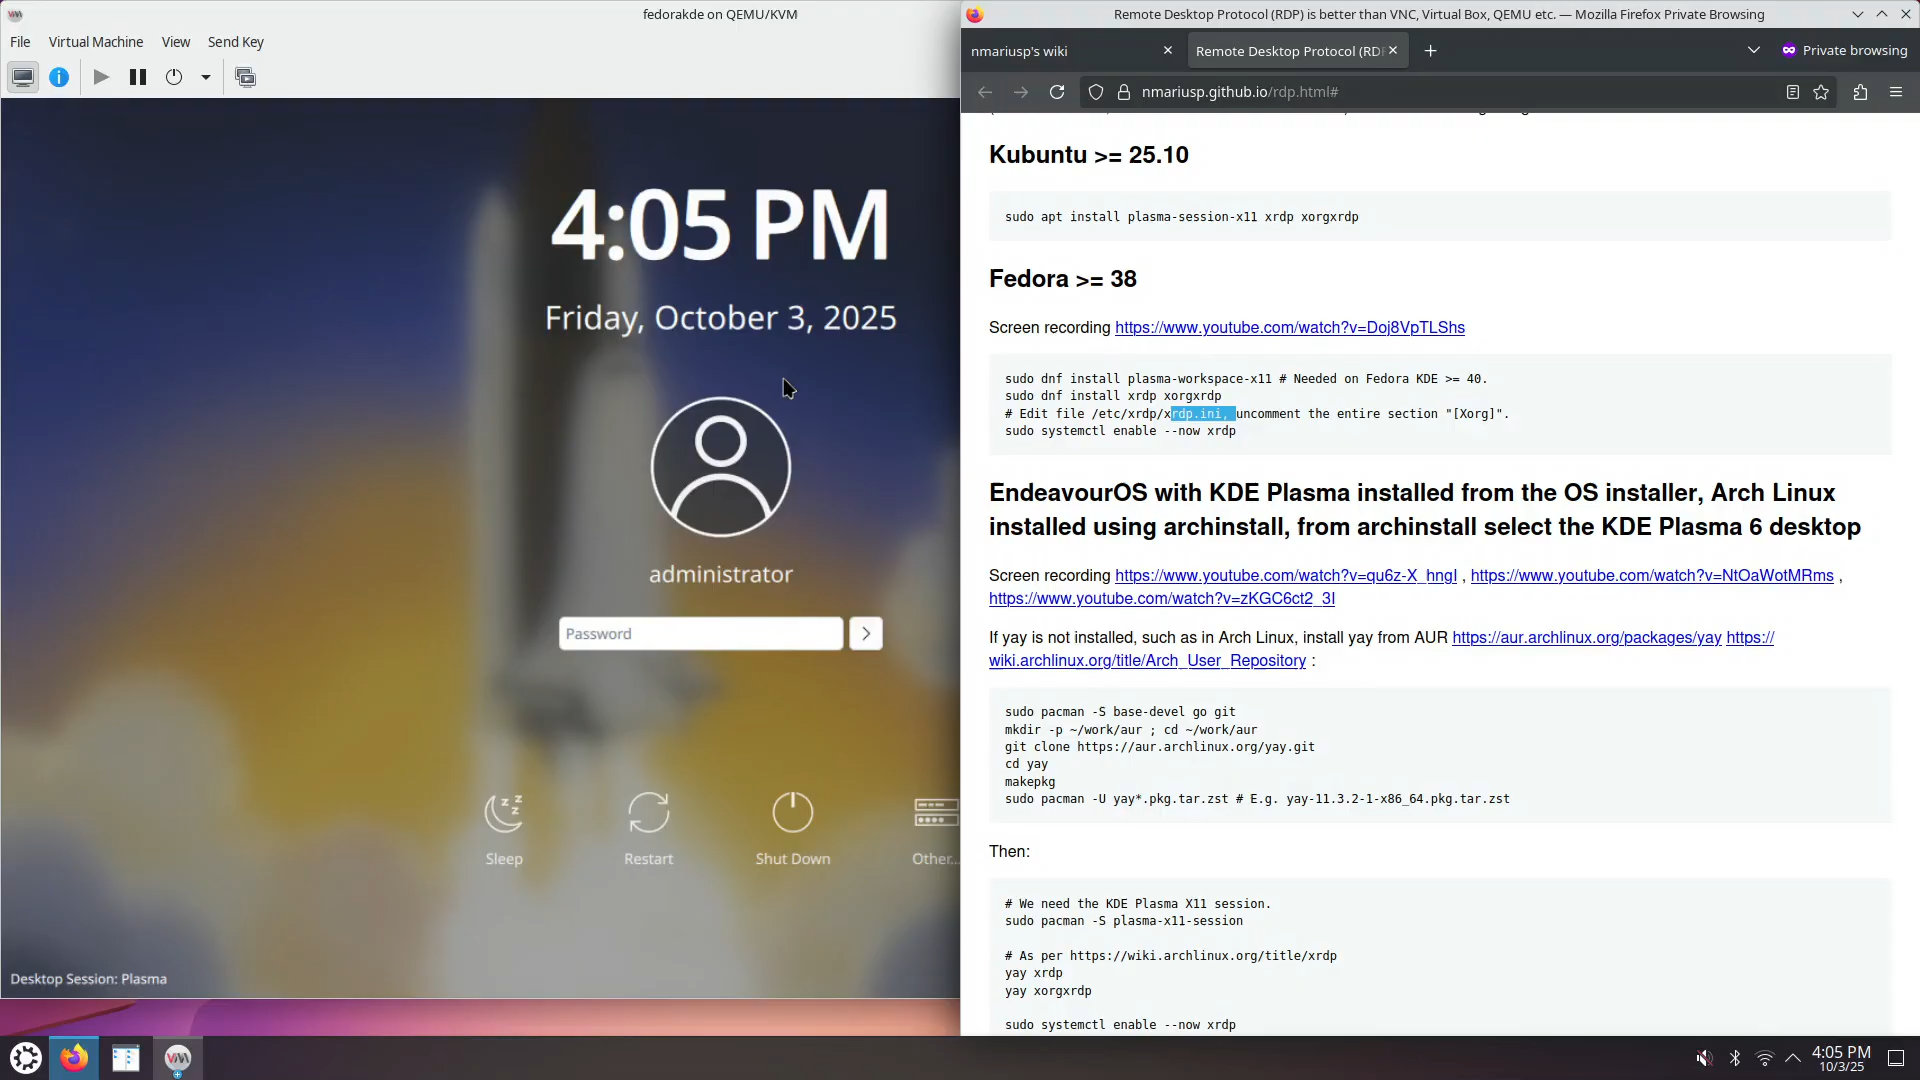 fedorakde on QEMU/KVM
File Virtual Machine View Send Key
4:05 PM
Friday, October 3, 2025
administrator
Password
Sleep Restart Shut Down Other...
Desktop Session: Plasma
Remote Desktop Protocol (RDP) is better than VNC, Virtual Box, QEMU etc. — Mozilla Firefox Private Browsing
nmariusp's wiki
Remote Desktop Protocol (RDP
Private browsing
nmariusp.github.io/rdp.html#
Kubuntu >= 25.10
sudo apt install plasma-session-x11 xrdp xorgxrdp
Fedora >= 38
Screen recording https://www.youtube.com/watch?v=Doj8VpTLShs
sudo dnf install plasma-workspace-x11 # Needed on Fedora KDE >= 40.
sudo dnf install xrdp xorgxrdp
# Edit file /etc/xrdp/xrdp.ini, uncomment the entire section "[Xorg]".
sudo systemctl enable --now xrdp
EndeavourOS with KDE Plasma installed from the OS installer, Arch Linux
installed using archinstall, from archinstall select the KDE Plasma 6 desktop
Screen recording https://www.youtube.com/watch?v=qu6z-X_hngI , https://www.youtube.com/watch?v=NtOaWotMRms ,
https://www.youtube.com/watch?v=zKGC6ct2_3I
If yay is not installed, such as in Arch Linux, install yay from AUR https://aur.archlinux.org/packages/yay https://
wiki.archlinux.org/title/Arch_User_Repository :
sudo pacman -S base-devel go git
mkdir -p ~/work/aur ; cd ~/work/aur
git clone https://aur.archlinux.org/yay.git
cd yay
makepkg
sudo pacman -U yay*.pkg.tar.zst # E.g. yay-11.3.2-1-x86_64.pkg.tar.zst
Then:
# We need the KDE Plasma X11 session.
sudo pacman -S plasma-x11-session
# As per https://wiki.archlinux.org/title/xrdp
yay xrdp
yay xorgxrdp
sudo systemctl enable --now xrdp
4:05 PM
10/3/25